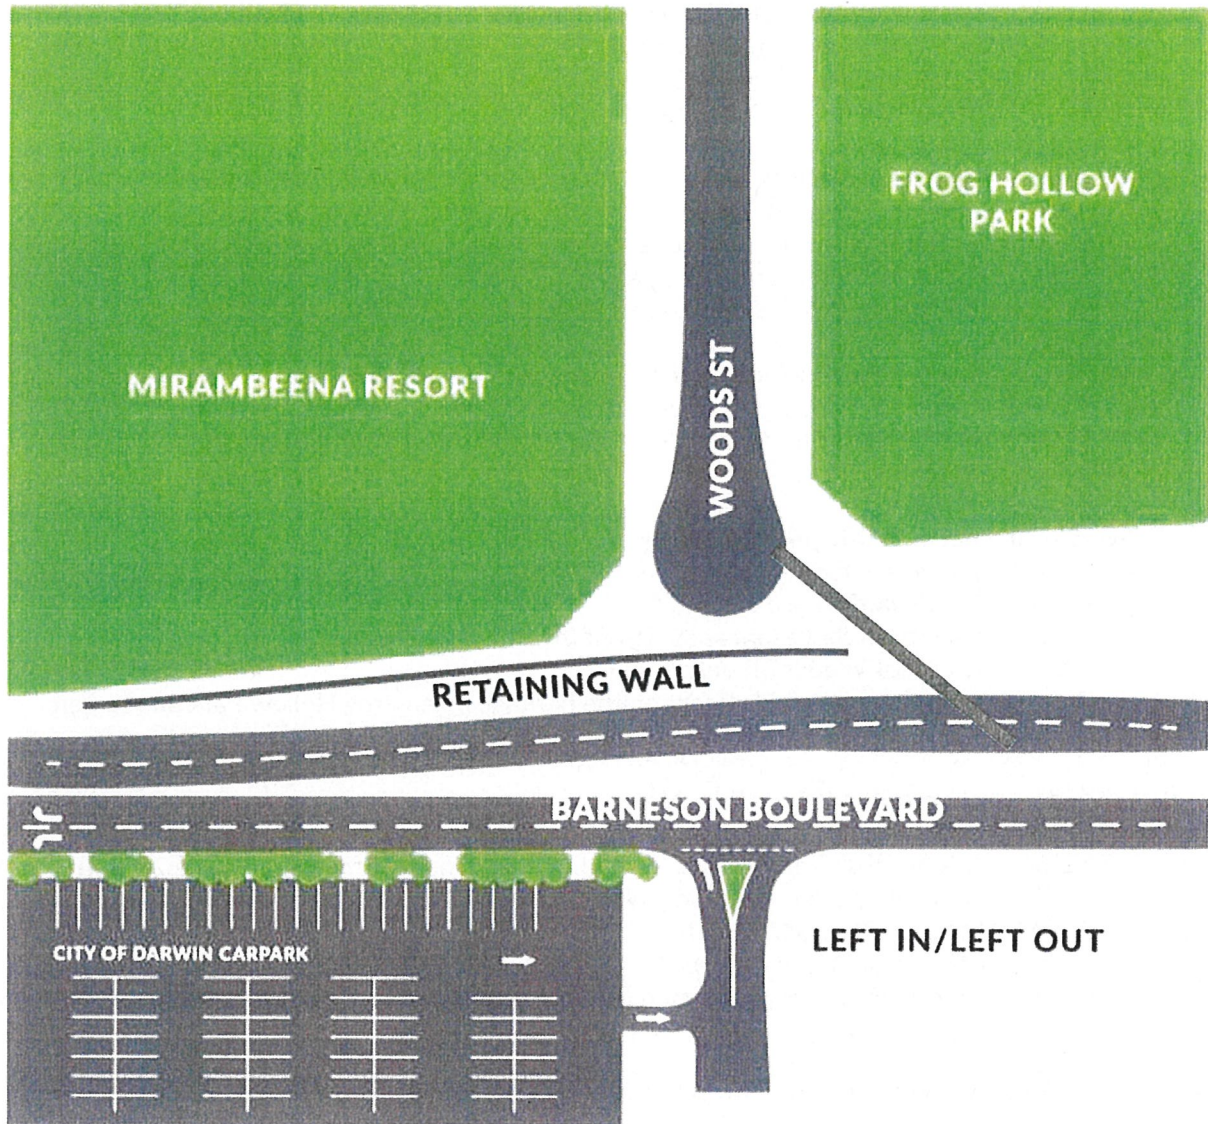 FROG HOLLOW
PARK
MIRAMBEENA RESORT
WOODS ST
RETAINING WALL
BARNESON BOULEVARD
LEFT IN/LEFT OUT
CITY OF DARWIN CARPARK